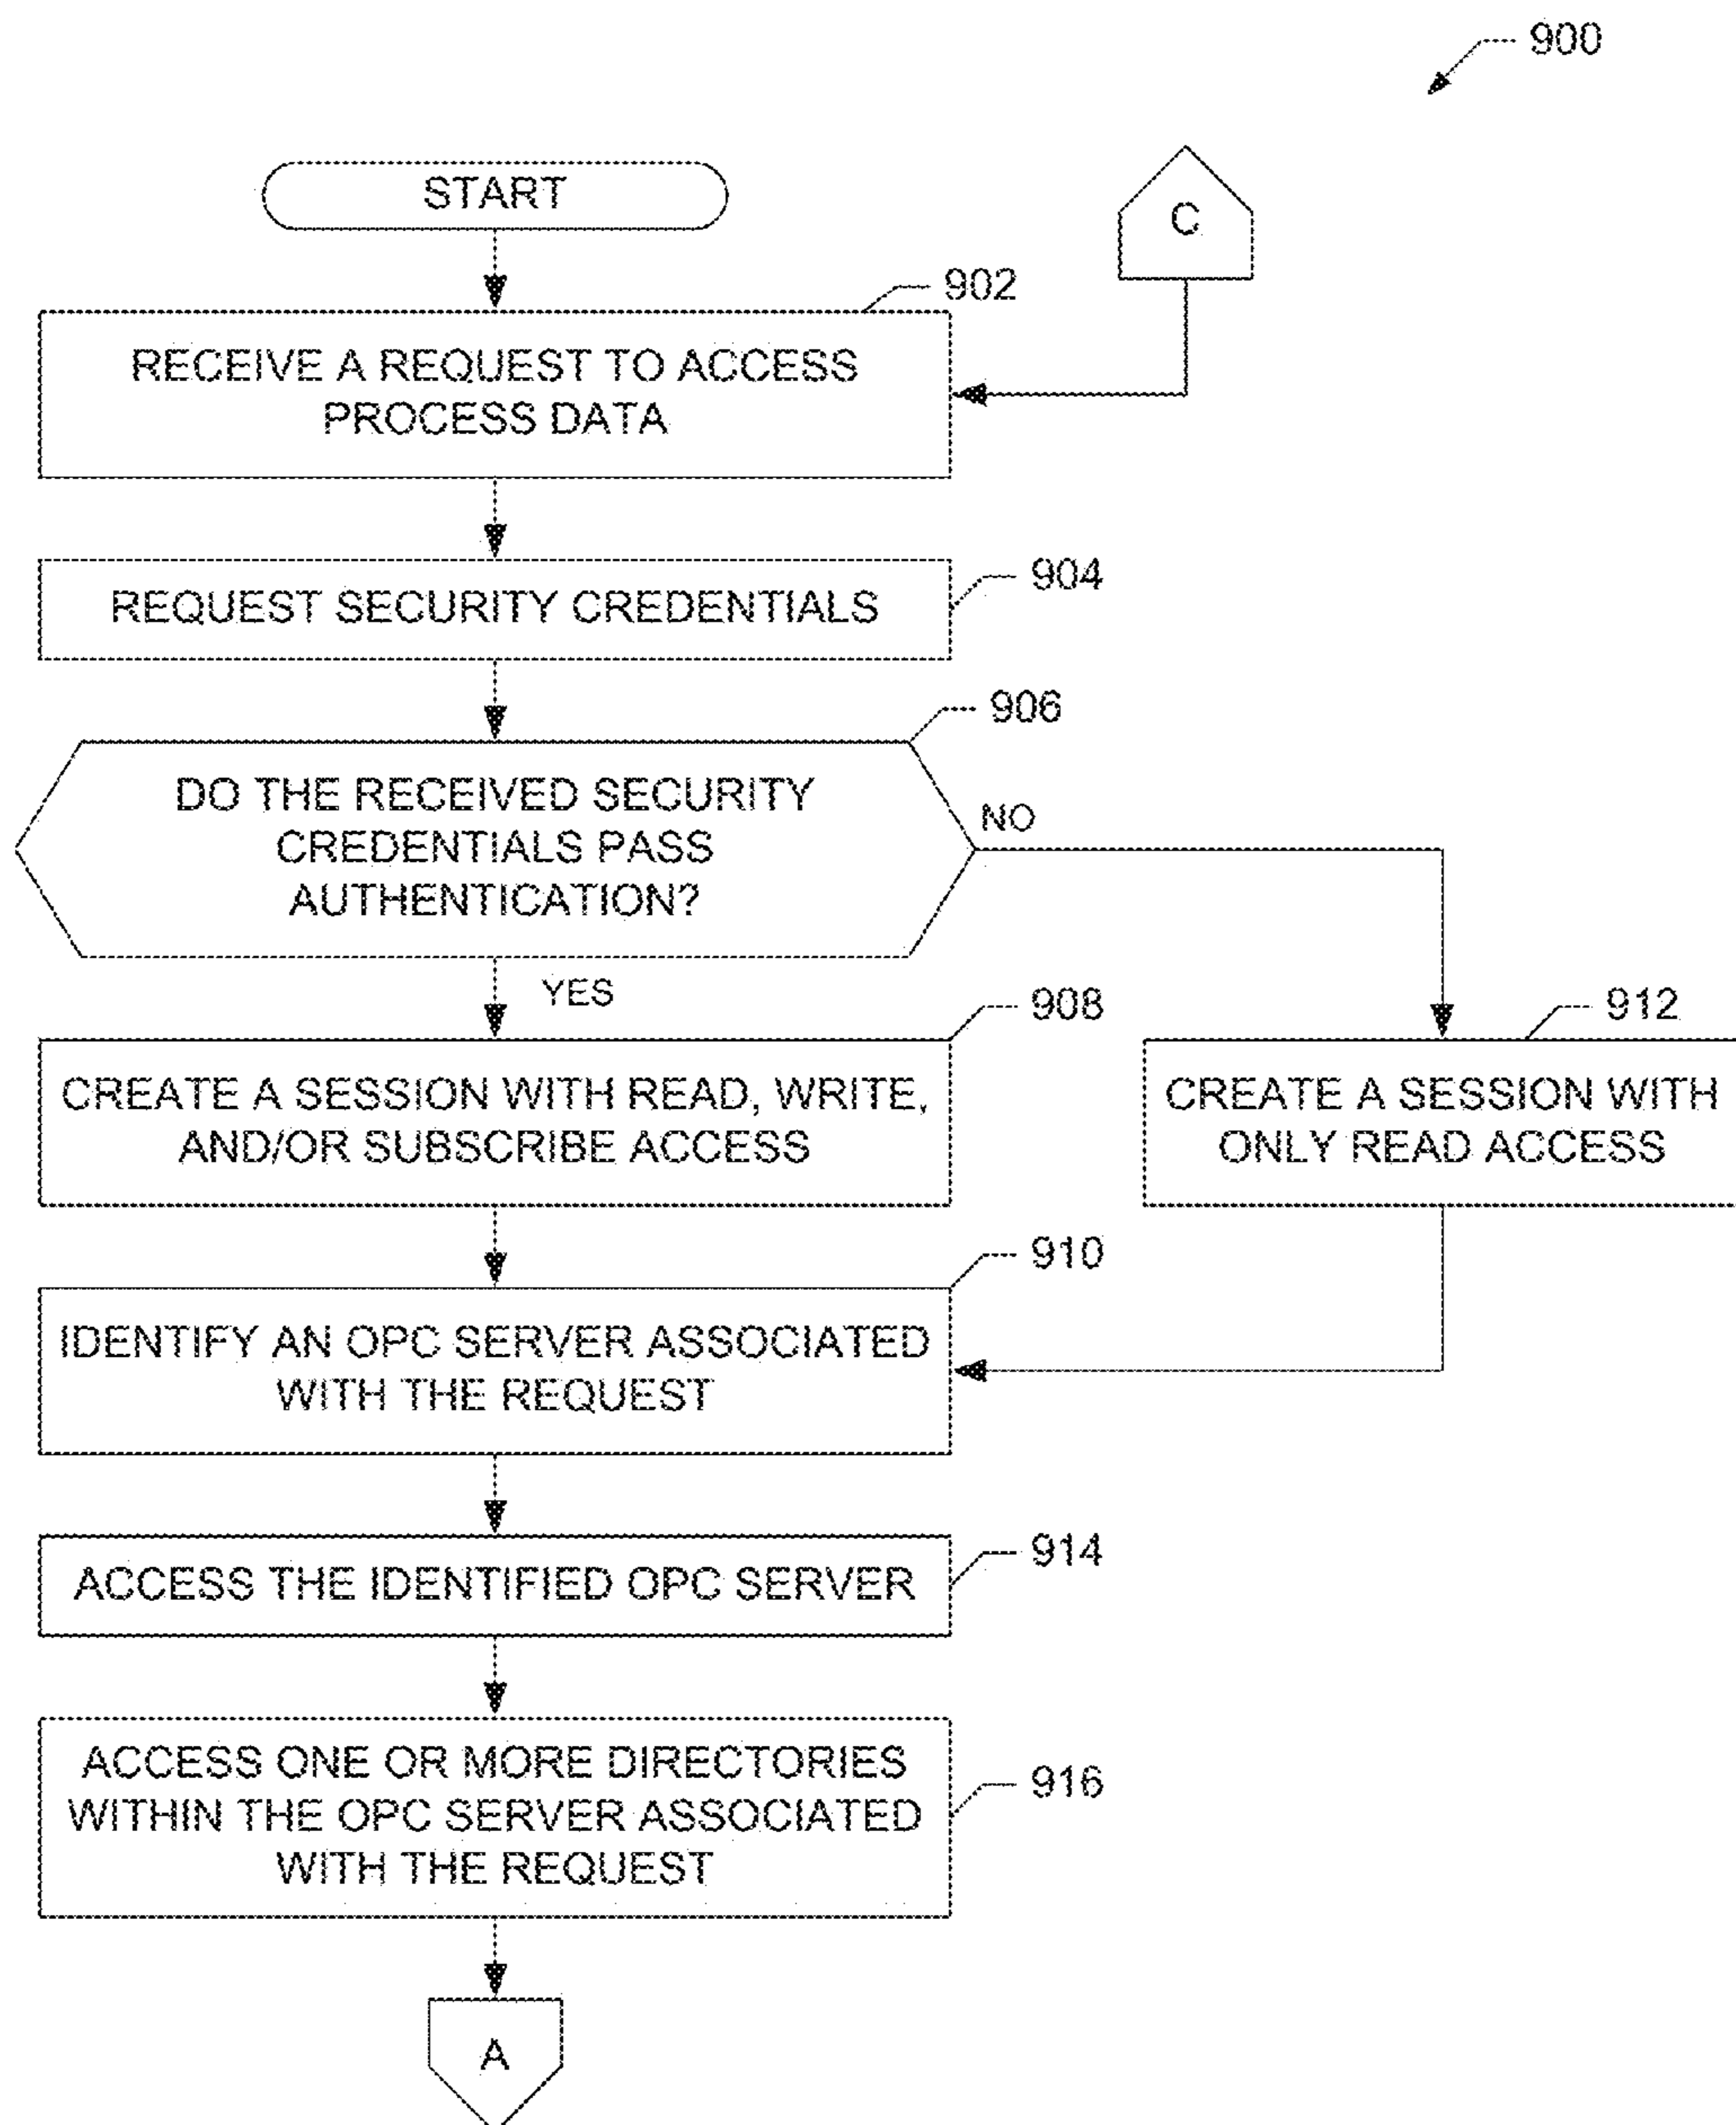 900
START
C
902
RECEIVE A REQUEST TO ACCESS
PROCESS DATA
904
REQUEST SECURITY CREDENTIALS
906
DO THE RECEIVED SECURITY
CREDENTIALS PASS
AUTHENTICATION?
NO
YES
908
CREATE A SESSION WITH READ, WRITE,
AND/OR SUBSCRIBE ACCESS
912
CREATE A SESSION WITH
ONLY READ ACCESS
910
IDENTIFY AN OPC SERVER ASSOCIATED
WITH THE REQUEST
914
ACCESS THE IDENTIFIED OPC SERVER
916
ACCESS ONE OR MORE DIRECTORIES
WITHIN THE OPC SERVER ASSOCIATED
WITH THE REQUEST
A